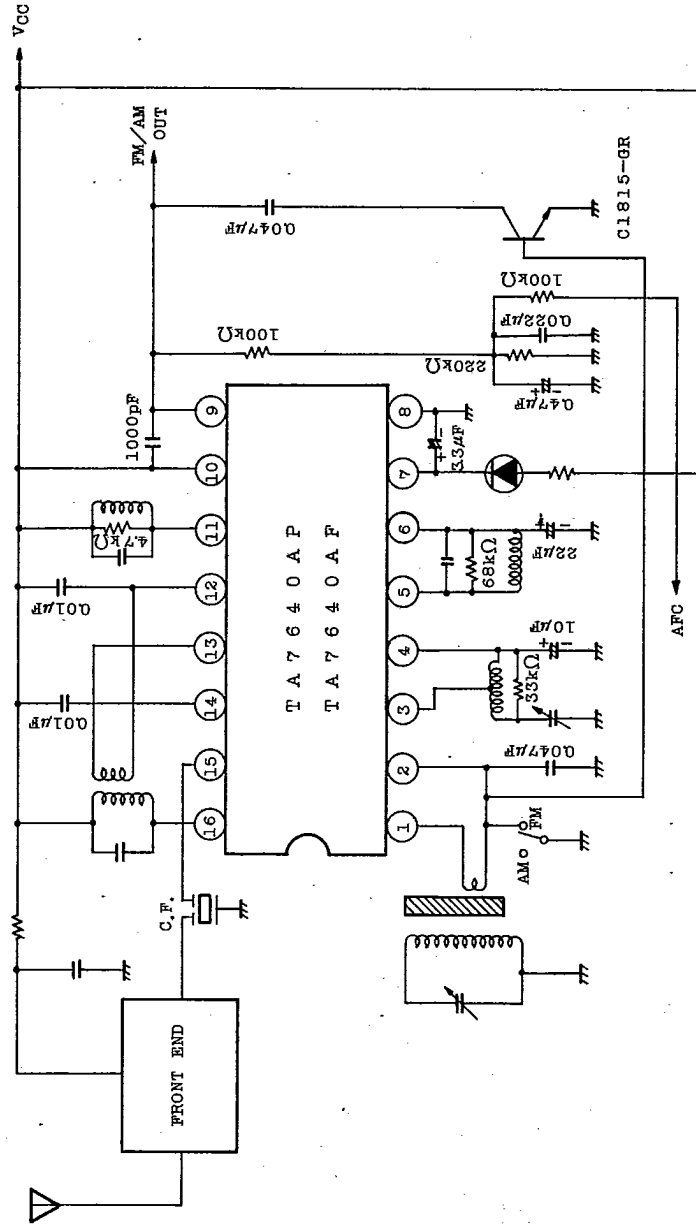 VCC
0.01μF
0.01μF
4.7kΩ
1000pF
FM/AM
OUT
C.F.
FRONT END
16
15
14
13
12
11
10
9
0.047μF
100kΩ
TA7640AP
TA7640AF
1
2
3
4
5
6
7
8
33μF
68kΩ
220kΩ
100kΩ
33kΩ
0.022μF
AM
FM
0.047μF
10μF
22μF
0.47μF
C1815-GR
AFC